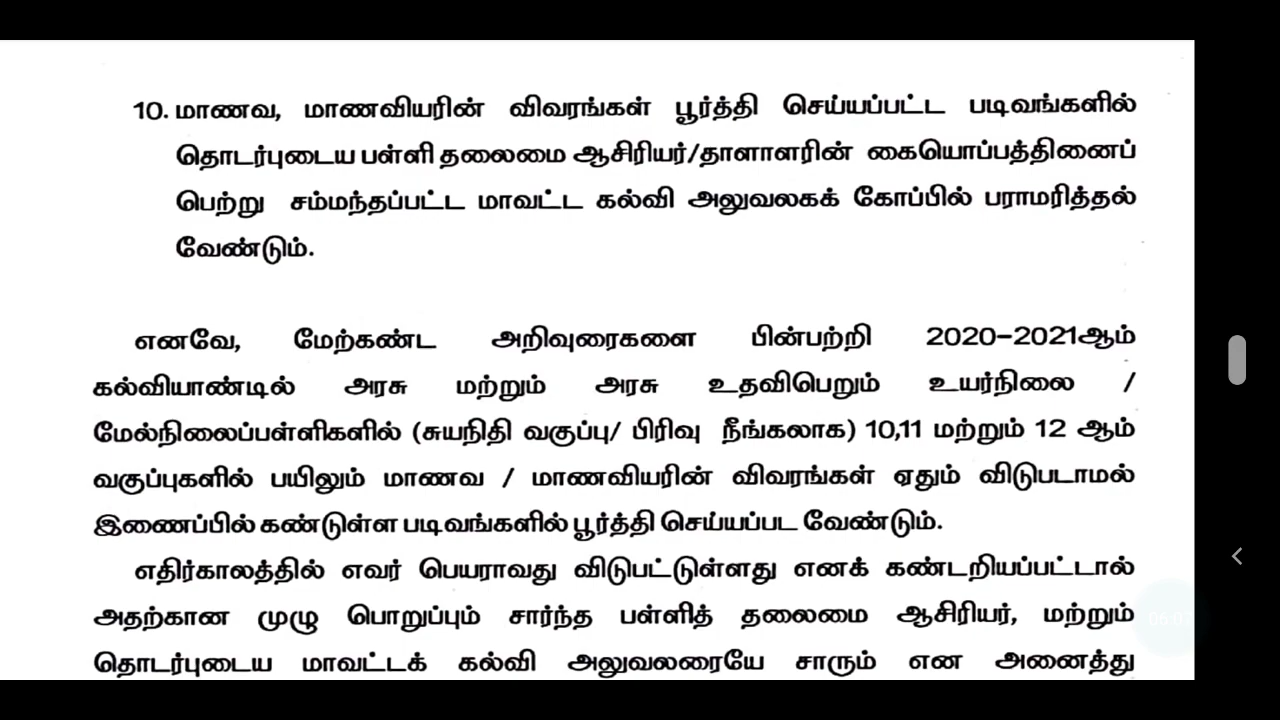 10. மாணவ, மாணவியரின் விவரங்கள் பூர்த்தி செய்யப்பட்ட படிவங்களில்
தொடர்புடைய பள்ளி தலைமை ஆசிரியர்/தாளாளரின் கையொப்பத்தினைப்
பெற்று சம்மந்தப்பட்ட மாவட்ட கல்வி அலுவலகக் கோப்பில் பராமரித்தல்
வேண்டும்.
எனவே, மேற்கண்ட அறிவுரைகளை பின்பற்றி 2020-2021ஆம்
கல்வியாண்டில் அரசு மற்றும் அரசு உதவிபெறும் உயர்நிலை /
மேல்நிலைப்பள்ளிகளில் (சுயநிதி வகுப்பு/ பிரிவு நீங்கலாக) 10,11 மற்றும் 12 ஆம்
வகுப்புகளில் பயிலும் மாணவ / மாணவியரின் விவரங்கள் ஏதும் விடுபடாமல்
இணைப்பில் கண்டுள்ள படிவங்களில் பூர்த்தி செய்யப்பட வேண்டும்.
எதிர்காலத்தில் எவர் பெயராவது விடுபட்டுள்ளது எனக் கண்டறியப்பட்டால்
அதற்கான முழு பொறுப்பும் சார்ந்த பள்ளித் தலைமை ஆசிரியர், மற்றும்
தொடர்புடைய மாவட்டக் கல்வி அலுவலரையே சாரும் என அனைத்து